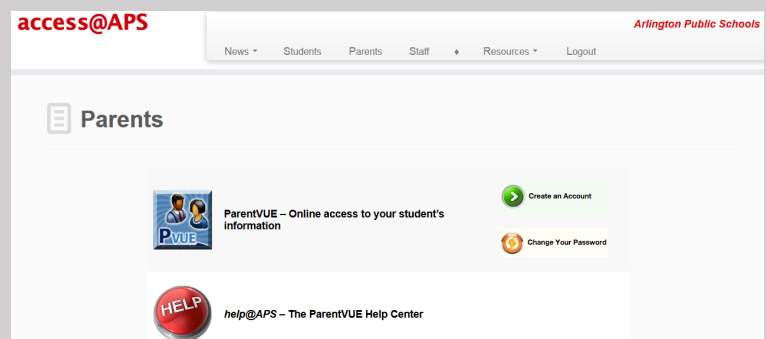 access@APS
Arlington Public Schools
News Students Parents Staff ♦ Resources Logout
Parents
PVUE
ParentVUE – Online access to your student's
information
Create an Account
Change Your Password
HELP
help@APS – The ParentVUE Help Center